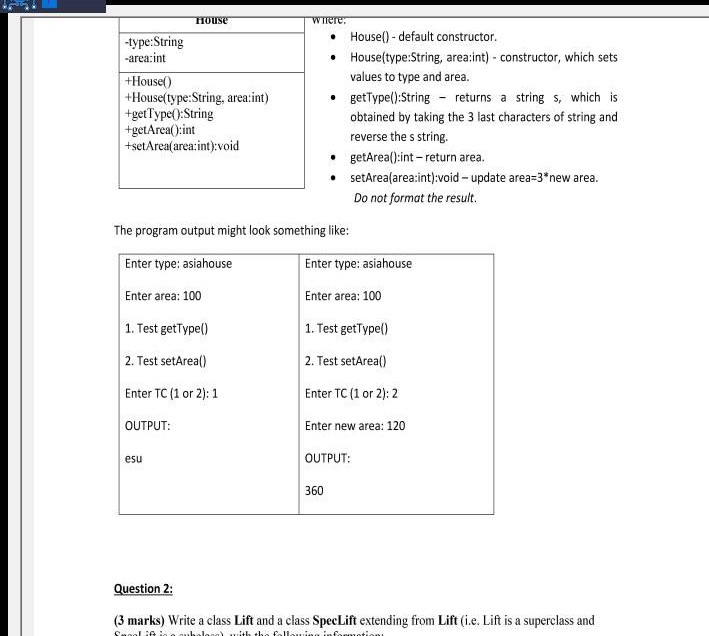 House
-type:String
-area:int
+House()
+House(type:String, area:int)
+getType():String
+getArea():int
+setArea(area:int):void
Where:
• House() - default constructor.
• House(type:String, area:int) - constructor, which sets
values to type and area.
• getType():String – returns a string s, which is
obtained by taking the 3 last characters of string and
reverse the s string.
• getArea():int – return area.
• setArea(area:int):void – update area=3*new area.
Do not format the result.
The program output might look something like:
Enter type: asiahouse
Enter area: 100
1. Test getType()
2. Test setArea()
Enter TC (1 or 2): 1
OUTPUT:
esu
Enter type: asiahouse
Enter area: 100
1. Test getType()
2. Test setArea()
Enter TC (1 or 2): 2
Enter new area: 120
OUTPUT:
360
Question 2:
(3 marks) Write a class Lift and a class SpecLift extending from Lift (i.e. Lift is a superclass and
SpecLift is a subclass) with the following information: